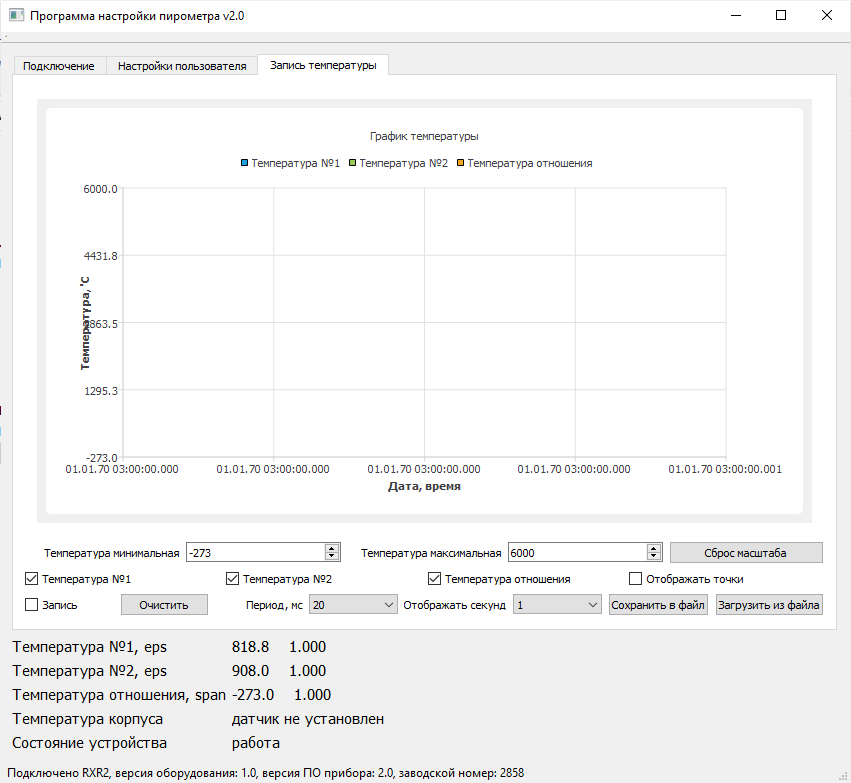 Программа настройки пирометра v2.0
Подключение Настройки пользователя Запись температуры
График температуры
Температура №1 Температура №2 Температура отношения
6000.0
4431.8
2863.5
1295.3
-273.0
Температура, °C
01.01.70 03:00:00.000 01.01.70 03:00:00.000 01.01.70 03:00:00.000 01.01.70 03:00:00.000 01.01.70 03:00:00.001
Дата, время
Температура минимальная -273 Температура максимальная 6000 Сброс масштаба
Температура №1 Температура №2 Температура отношения Отображать точки
Запись Очистить Период, мс 20 Отображать секунд 1 Сохранить в файл Загрузить из файла
Температура №1, eps 818.8 1.000
Температура №2, eps 908.0 1.000
Температура отношения, span -273.0 1.000
Температура корпуса датчик не установлен
Состояние устройства работа
Подключено RXR2, версия оборудования: 1.0, версия ПО прибора: 2.0, заводской номер: 2858